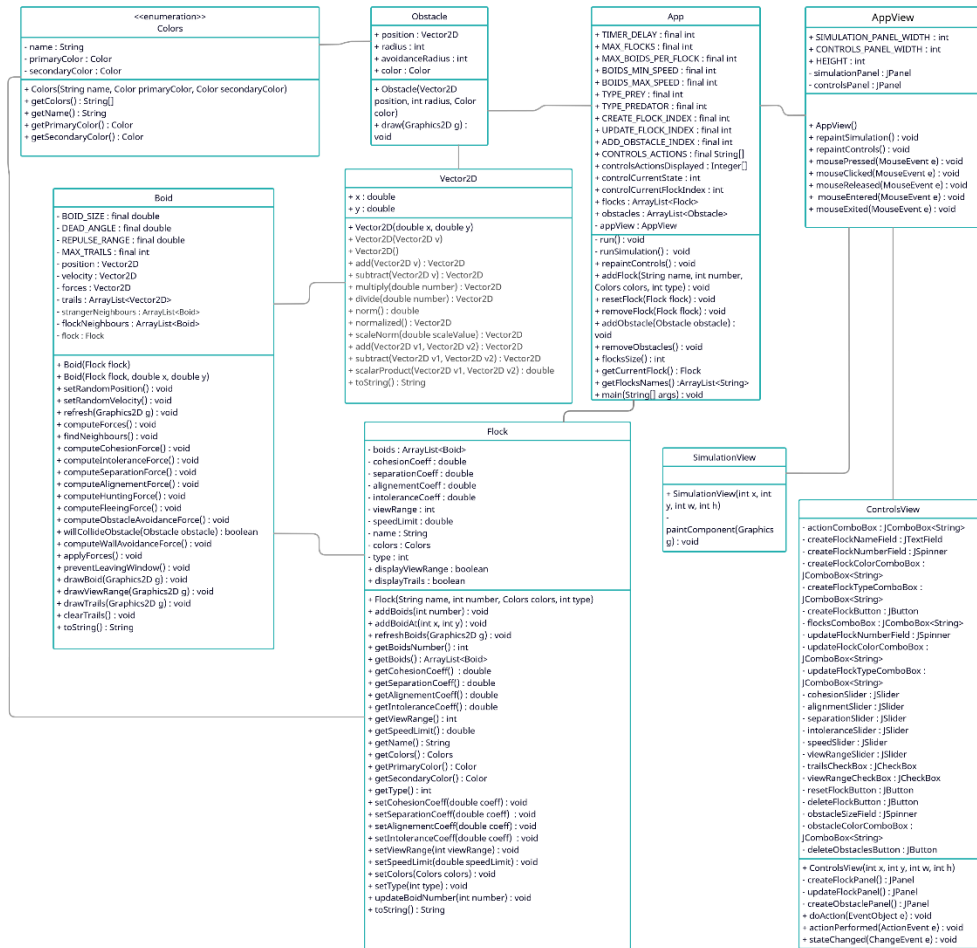 <<enumeration>>
Colors
- name : String
- primaryColor : Color
- secondaryColor : Color
+ Colors(String name, Color primaryColor, Color secondaryColor)
+ getColors() : String[]
+ getName() : String
+ getPrimaryColor() : Color
+ getSecondaryColor() : Color
Obstacle
+ position : Vector2D
+ radius : int
+ avoidanceRadius : int
+ color : Color
+ Obstacle(Vector2D
position, int radius, Color
color)
+ draw(Graphics2D g) :
void
App
+ TIMER_DELAY : final int
+ MAX_FLOCKS : final int
+ MAX_BOIDS_PER_FLOCK : final int
+ BOIDS_MIN_SPEED : final int
+ BOIDS_MAX_SPEED : final int
+ TYPE_PREY : final int
+ TYPE_PREDATOR : final int
+ CREATE_FLOCK_INDEX : final int
+ UPDATE_FLOCK_INDEX : final int
+ ADD_OBSTACLE_INDEX : final int
+ CONTROLS_ACTIONS : final String[]
+ controlsActionsDisplayed : Integer[]
+ controlCurrentState : int
+ controlCurrentFlockIndex : int
+ flocks : ArrayList<Flock>
+ obstacles : ArrayList<Obstacle>
- appView : AppView
- run() : void
- runSimulation() : void
+ repaintControls() : void
+ addFlock(String name, int number,
Colors colors, int type) : void
+ resetFlock(Flock flock) : void
+ removeFlock(Flock flock) : void
+ addObstacle(Obstacle obstacle) :
void
+ removeObstacles() : void
+ flocksSize() : int
+ getCurrentFlock() : Flock
+ getFlocksNames() :ArrayList<String>
+ main(String[] args) : void
AppView
+ SIMULATION_PANEL_WIDTH : int
+ CONTROLS_PANEL_WIDTH : int
+ HEIGHT : int
- simulationPanel : JPanel
- controlsPanel : JPanel
+ AppView()
+ repaintSimulation() : void
+ repaintControls() : void
+ mousePressed(MouseEvent e) : void
+ mouseClicked(MouseEvent e) : void
+ mouseReleased(MouseEvent e) : void
+ mouseEntered(MouseEvent e) : void
+ mouseExited(MouseEvent e) : void
Boid
- BOID_SIZE : final double
- DEAD_ANGLE : final double
- REPULSE_RANGE : final double
- MAX_TRAILS : final int
- position : Vector2D
- velocity : Vector2D
- forces : Vector2D
- trails : ArrayList<Vector2D>
- strangerNeighbours : ArrayList<Boid>
- flockNeighbours : ArrayList<Boid>
- flock : Flock
+ Boid(Flock flock)
+ Boid(Flock flock, double x, double y)
+ setRandomPosition() : void
+ setRandomVelocity() : void
+ refresh(Graphics2D g) : void
+ computeForces() : void
+ findNeighbours() : void
+ computeCohesionForce() : void
+ computeIntoleranceForce() : void
+ computeSeparationForce() : void
+ computeAlignementForce() : void
+ computeHuntingForce() : void
+ computeFleeingForce() : void
+ computeObstacleAvoidanceForce() : void
+ willCollideObstacle(Obstacle obstacle) : boolean
+ computeWallAvoidanceForce() : void
+ applyForces() : void
+ preventLeavingWindow() : void
+ drawBoid(Graphics2D g) : void
+ drawViewRange(Graphics2D g) : void
+ drawTrails(Graphics2D g) : void
+ clearTrails() : void
+ toString() : String
Vector2D
+ x : double
+ y : double
+ Vector2D(double x, double y)
+ Vector2D(Vector2D v)
+ Vector2D()
+ add(Vector2D v) : Vector2D
+ subtract(Vector2D v) : Vector2D
+ multiply(double number) : Vector2D
+ divide(double number) : Vector2D
+ norm() : double
+ normalized() : Vector2D
+ scaleNorm(double scaleValue) : Vector2D
+ add(Vector2D v1, Vector2D v2) : Vector2D
+ subtract(Vector2D v1, Vector2D v2) : Vector2D
+ scalarProduct(Vector2D v1, Vector2D v2) : double
+ toString() : String
Flock
- boids : ArrayList<Boid>
- cohesionCoeff : double
- separationCoeff : double
- alignementCoeff : double
- intoleranceCoeff : double
- viewRange : int
- speedLimit : double
- name : String
- colors : Colors
- type : int
+ displayViewRange : boolean
+ displayTrails : boolean
+ Flock(String name, int number, Colors colors, int type)
+ addBoids(int number) : void
+ addBoidAt(int x, int y) : void
+ refreshBoids(Graphics2D g) : void
+ getBoidsNumber() : int
+ getBoids() : ArrayList<Boid>
+ getCohesionCoeff() : double
+ getSeparationCoeff() : double
+ getAlignementCoeff() : double
+ getIntoleranceCoeff() : double
+ getViewRange() : int
+ getSpeedLimit() : double
+ getName() : String
+ getColors() : Colors
+ getPrimaryColor() : Color
+ getSecondaryColor() : Color
+ getType() : int
+ setCohesionCoeff(double coeff) : void
+ setSeparationCoeff(double coeff) : void
+ setAlignementCoeff(double coeff) : void
+ setIntoleranceCoeff(double coeff) : void
+ setViewRange(int viewRange) : void
+ setSpeedLimit(double speedLimit) : void
+ setColors(Colors colors) : void
+ setType(int type) : void
+ updateBoidNumber(int number) : void
+ toString() : String
SimulationView
+ SimulationView(int x, int
y, int w, int h)
-
paintComponent(Graphics
g) : void
ControlsView
- actionComboBox : JComboBox<String>
- createFlockNameField : JTextField
- createFlockNumberField : JSpinner
- createFlockColorComboBox :
JComboBox<String>
- createFlockTypeComboBox :
JComboBox<String>
- createFlockButton : JButton
- flocksComboBox : JComboBox<String>
- updateFlockNumberField : JSpinner
- updateFlockColorComboBox :
JComboBox<String>
- updateFlockTypeComboBox :
JComboBox<String>
- cohesionSlider : JSlider
- alignmentSlider : JSlider
- separationSlider : JSlider
- intoleranceSlider : JSlider
- speedSlider : JSlider
- viewRangeSlider : JSlider
- trailsCheckBox : JCheckBox
- viewRangeCheckBox : JCheckBox
- resetFlockButton : JButton
- deleteFlockButton : JButton
- obstacleSizeField : JSpinner
- obstacleColorComboBox :
JComboBox<String>
- deleteObstaclesButton : JButton
+ ControlsView(int x, int y, int w, int h)
- createFlockPanel() : JPanel
- updateFlockPanel() : JPanel
- createObstaclePanel() : JPanel
+ doAction(EventObject e) : void
+ actionPerformed(ActionEvent e) : void
+ stateChanged(ChangeEvent e) : void